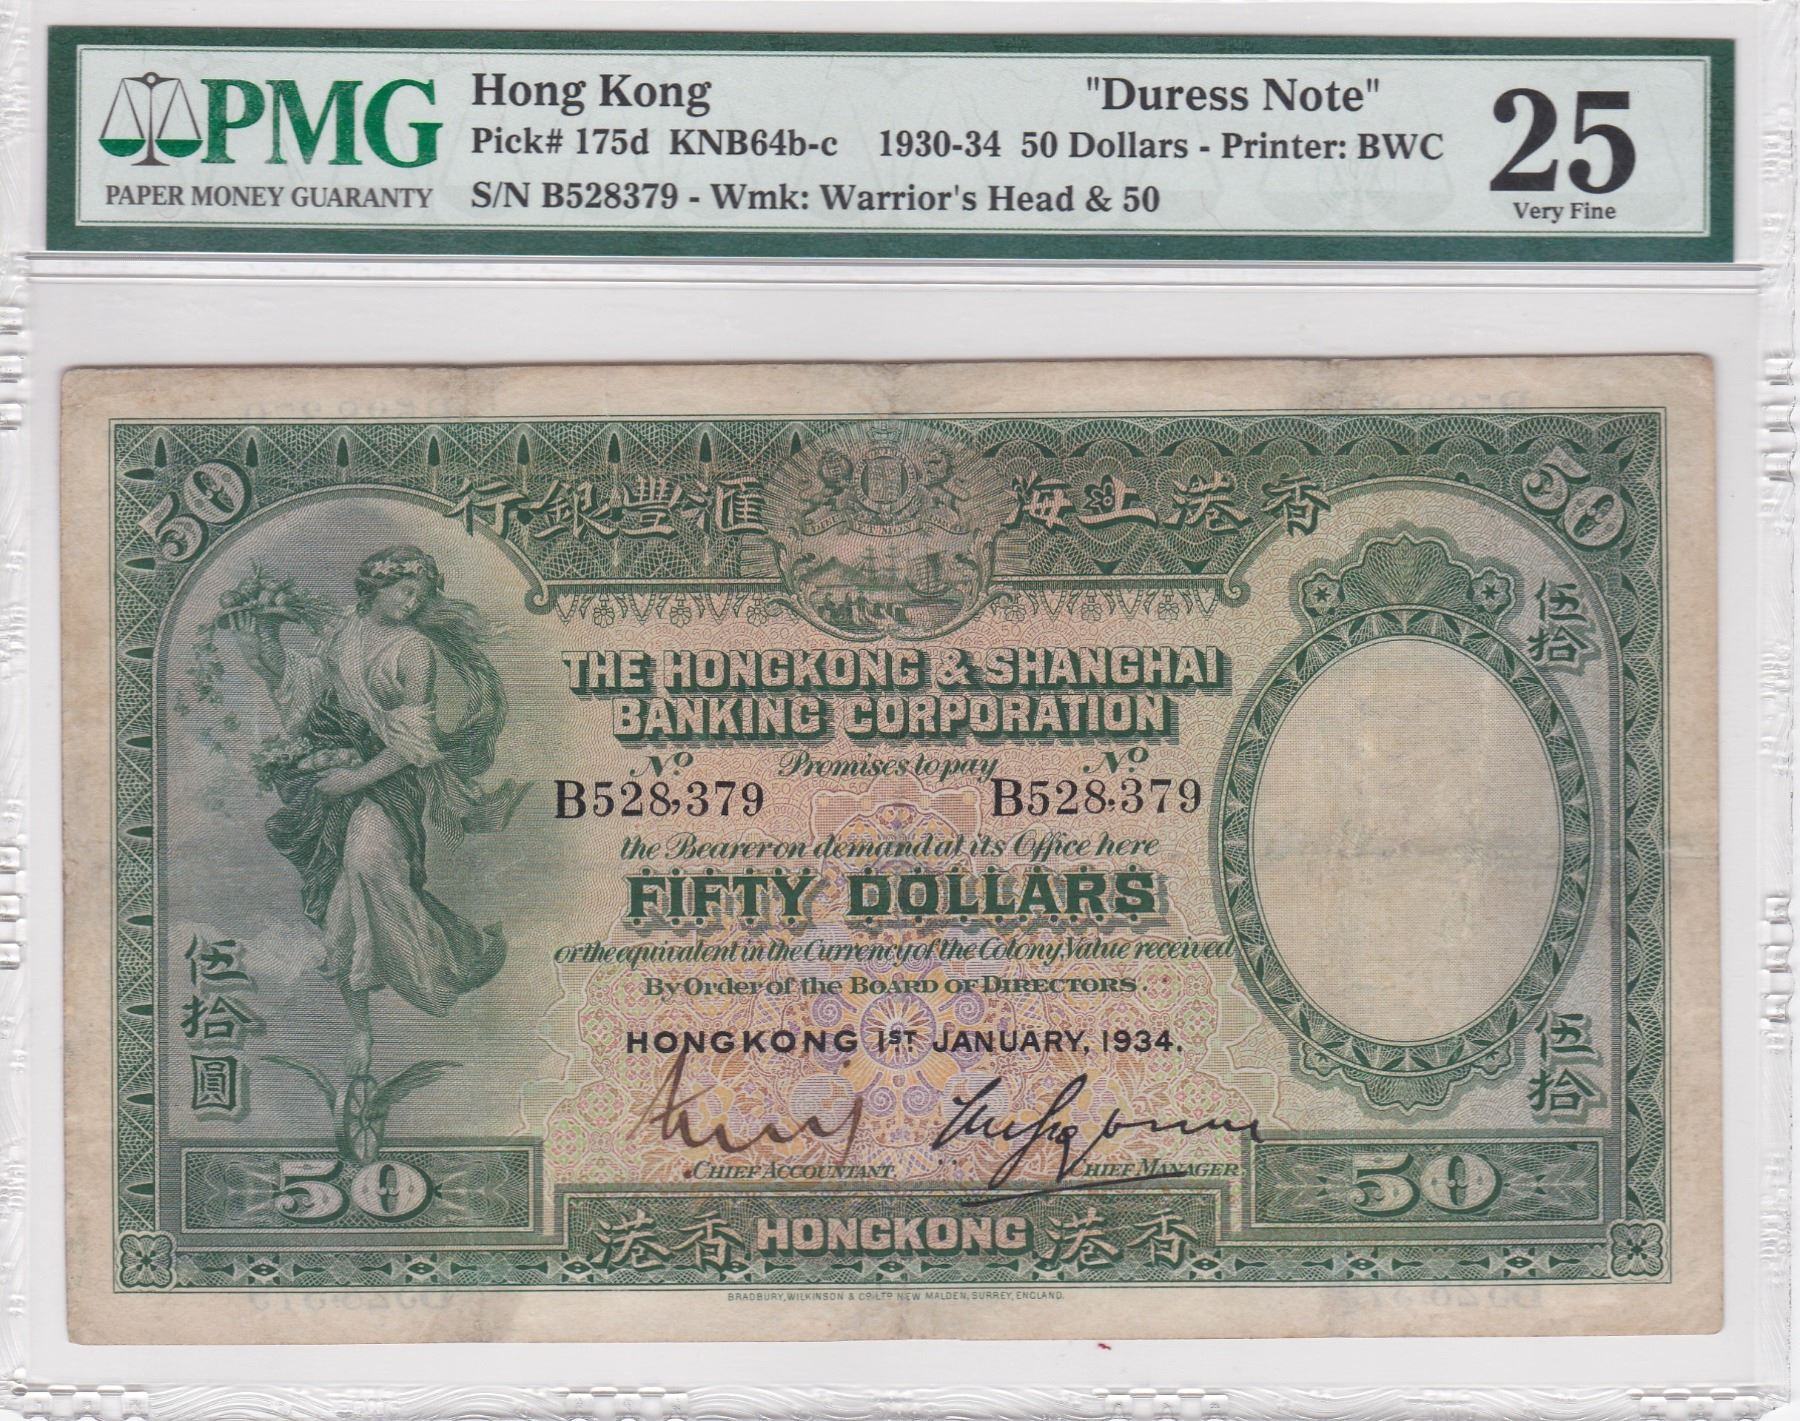 PMG
PAPER MONEY GUARANTY
Hong Kong
"Duress Note"
Pick# 175d KNB64b-c 1930-34 50 Dollars - Printer: BWC
S/N B528379 - Wmk: Warrior's Head & 50
25
Very Fine
50
行銀豐滙
海上港香
50
伍拾
THE HONGKONG & SHANGHAI
BANKING CORPORATION
Nº Promises to pay Nº
B528,379 B528,379
the Bearer on demand at its Office here
FIFTY DOLLARS
or the equivalent in the Currency of the Colony, Value received
By Order of the BOARD OF DIRECTORS.
HONGKONG 1ST JANUARY, 1934.
伍拾圓
伍拾
CHIEF ACCOUNTANT
CHIEF MANAGER
50
50
港香 HONGKONG 港香
BRADBURY, WILKINSON & Cº LTD NEW MALDEN, SURREY, ENGLAND.